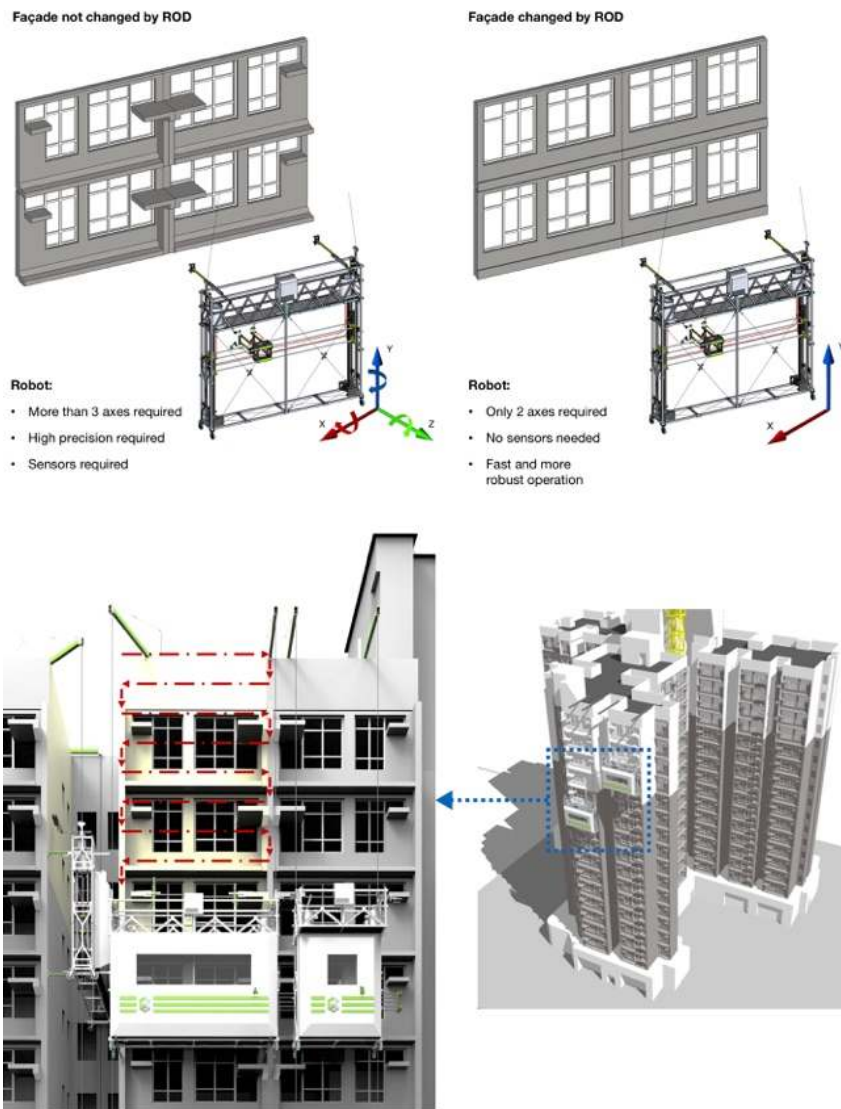 Façade not changed by ROD
Façade changed by ROD
Robot:
• More than 3 axes required
• High precision required
• Sensors required
Y
X
Z
Robot:
• Only 2 axes required
• No sensors needed
• Fast and more
robust operation
Y
X